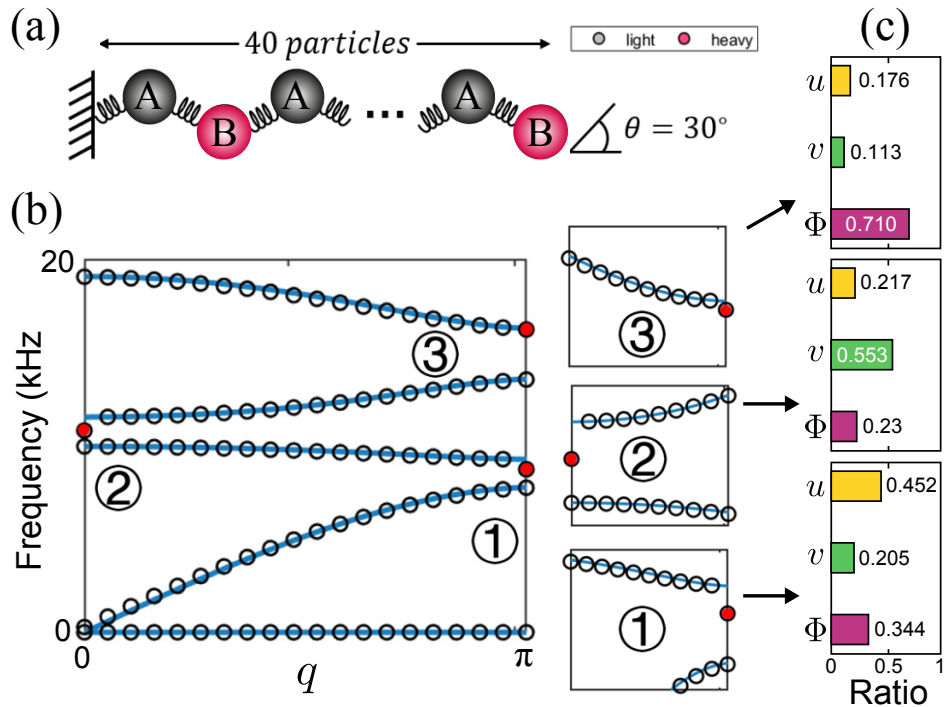 (a)
40 particles
light heavy
A B A ... A B
θ = 30°
(b)
Frequency (kHz)
20
0
0
π
q
③
②
①
③
②
①
(c)
u 0.176
v 0.113
Φ 0.710
u 0.217
v 0.553
Φ 0.23
u 0.452
v 0.205
Φ 0.344
0 0.5 1
Ratio